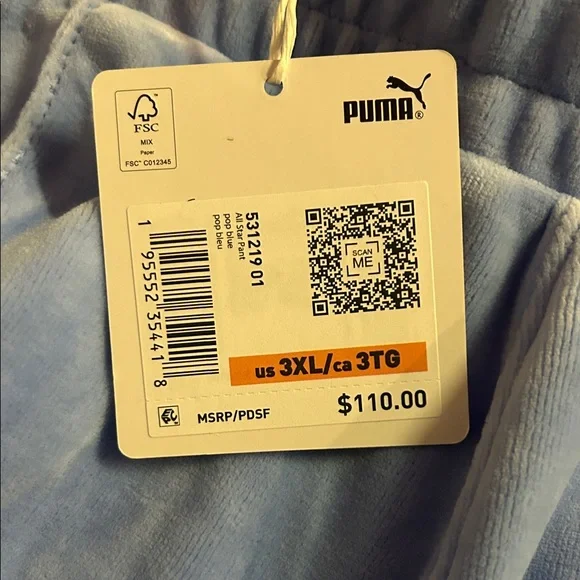 PUMA®
FSC
MIX
Paper
FSC™ C012345
531219 01
All Star Pant
pop blue
pop bleu
SCAN
ME
1 95552 35441 8
us 3XL/ca 3TG
MSRP/PDSF
$110.00